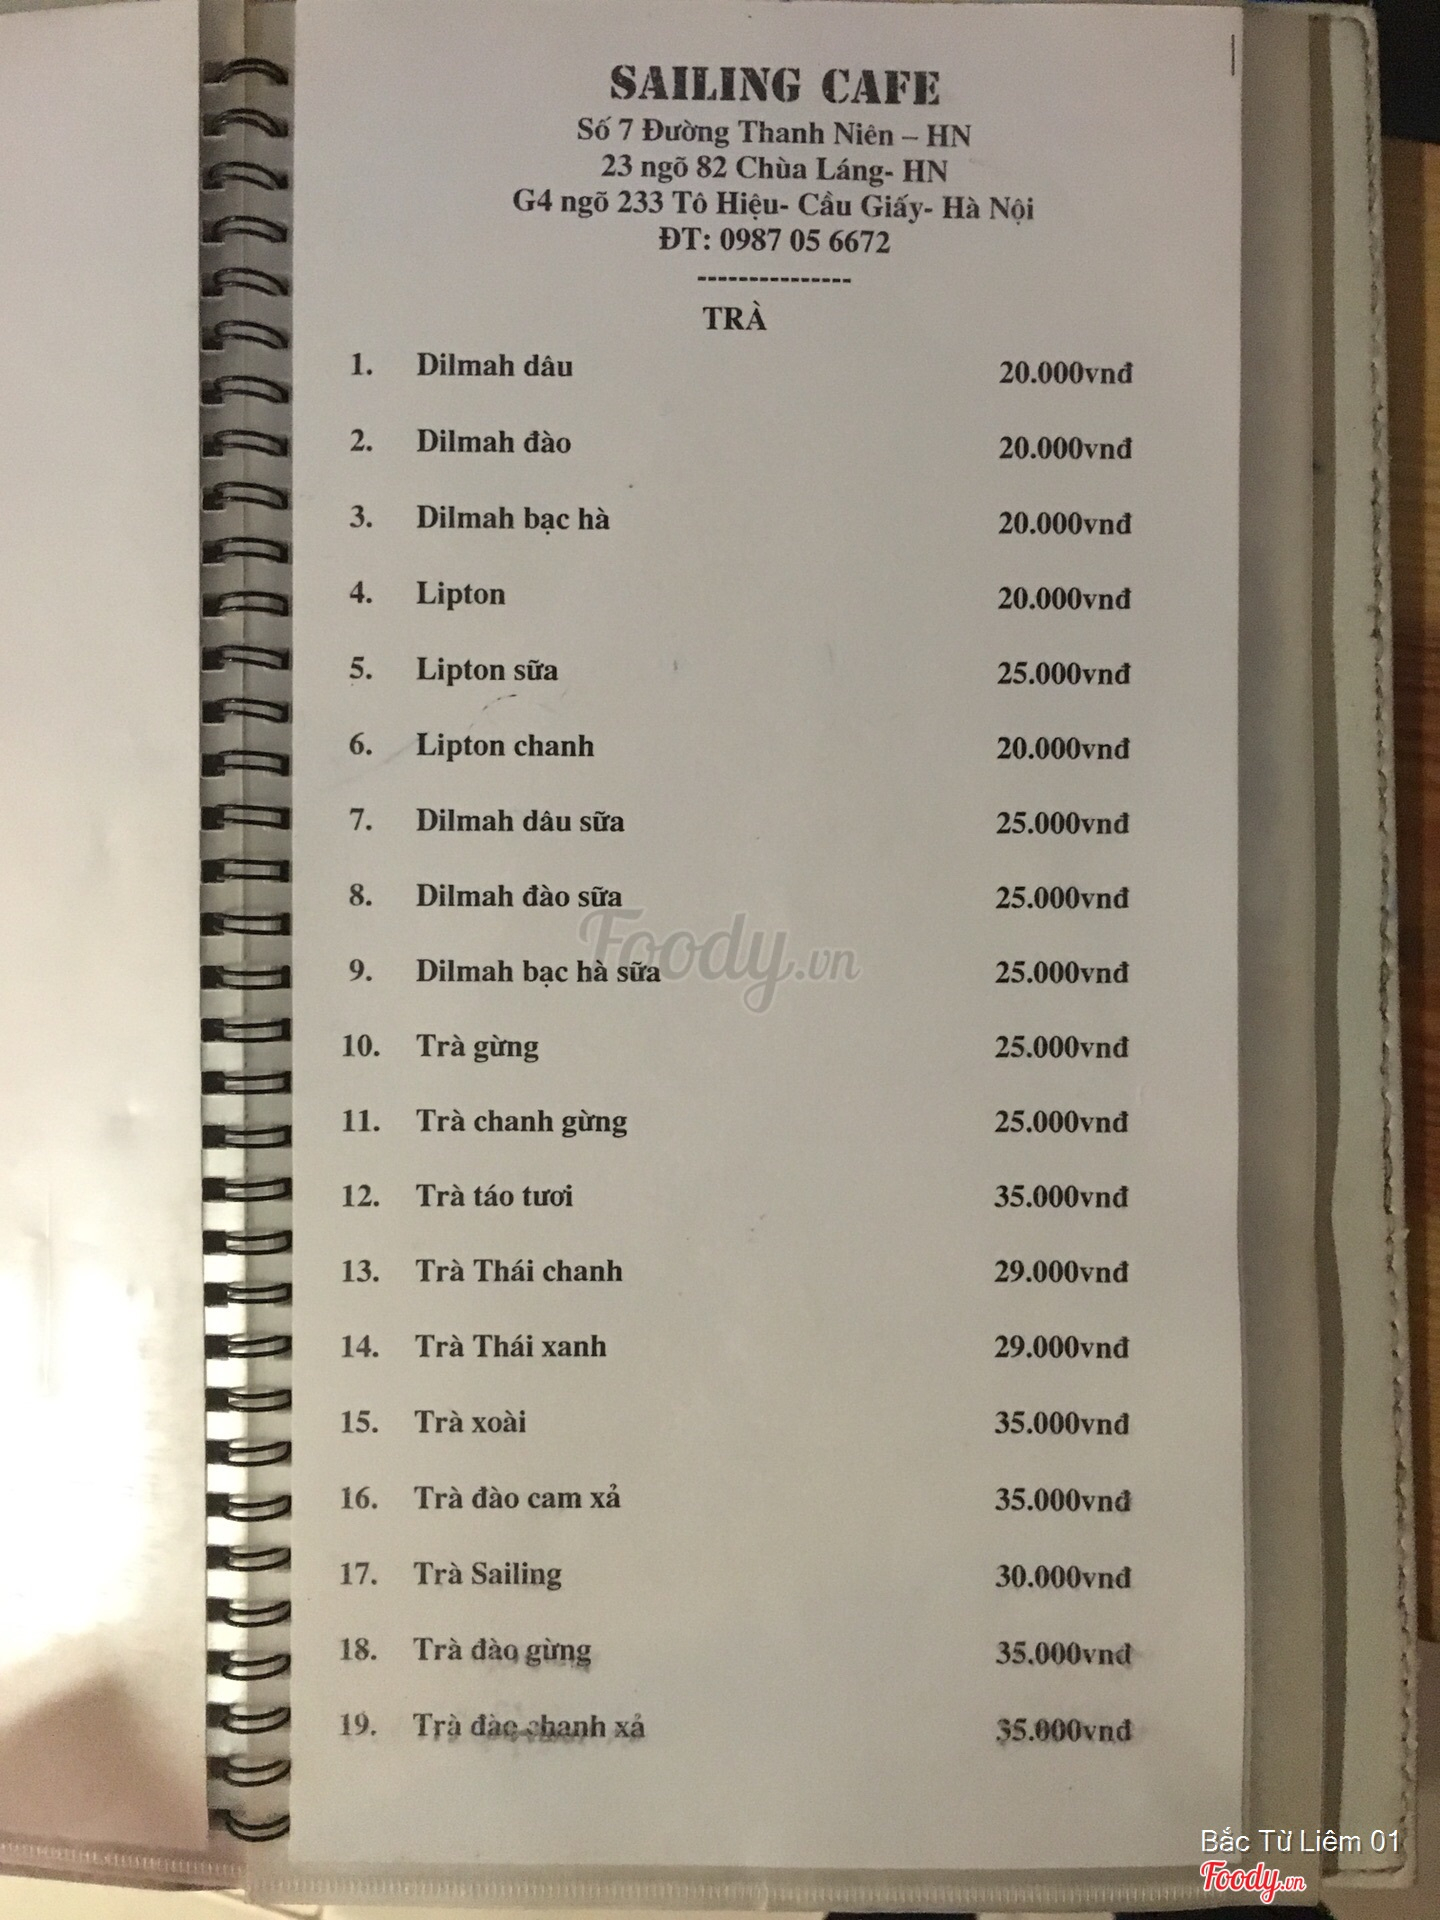 SAILING CAFE
Số 7 Đường Thanh Niên – HN
23 ngõ 82 Chùa Láng- HN
G4 ngõ 233 Tô Hiệu- Cầu Giấy- Hà Nội
ĐT: 0987 05 6672
---------------
TRÀ
1. Dilmah dâu 20.000vnđ
2. Dilmah đào 20.000vnđ
3. Dilmah bạc hà 20.000vnđ
4. Lipton 20.000vnđ
5. Lipton sữa 25.000vnđ
6. Lipton chanh 20.000vnđ
7. Dilmah dâu sữa 25.000vnđ
8. Dilmah đào sữa 25.000vnđ
9. Dilmah bạc hà sữa 25.000vnđ
10. Trà gừng 25.000vnđ
11. Trà chanh gừng 25.000vnđ
12. Trà táo tươi 35.000vnđ
13. Trà Thái chanh 29.000vnđ
14. Trà Thái xanh 29.000vnđ
15. Trà xoài 35.000vnđ
16. Trà đào cam xả 35.000vnđ
17. Trà Sailing 30.000vnđ
18. Trà đào gừng 35.000vnđ
19. Trà đào chanh xả 35.000vnđ
Foody.vn
Bắc Từ Liêm 01
Foody.vn